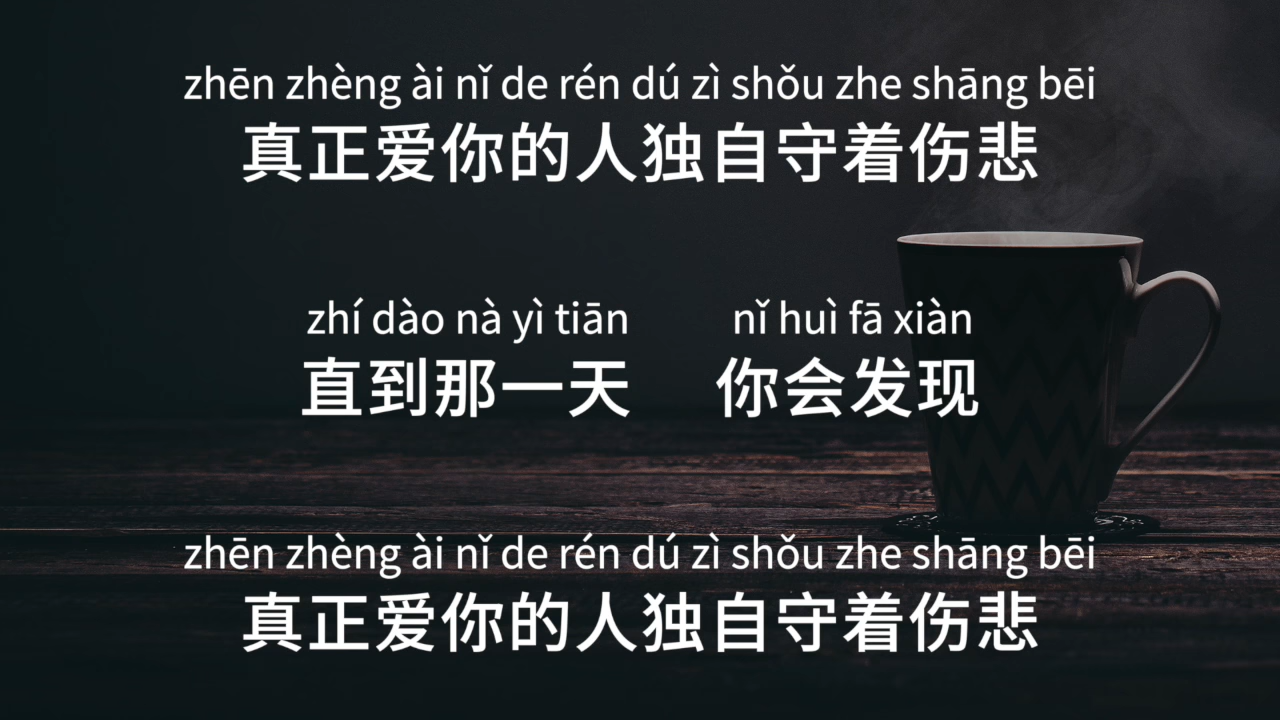 zhēn zhèng ài nǐ de rén dú zì shǒu zhe shāng bēi
真正爱你的人独自守着伤悲
zhí dào nà yì tiān nǐ huì fā xiàn
直到那一天 你会发现
zhēn zhèng ài nǐ de rén dú zì shǒu zhe shāng bēi
真正爱你的人独自守着伤悲